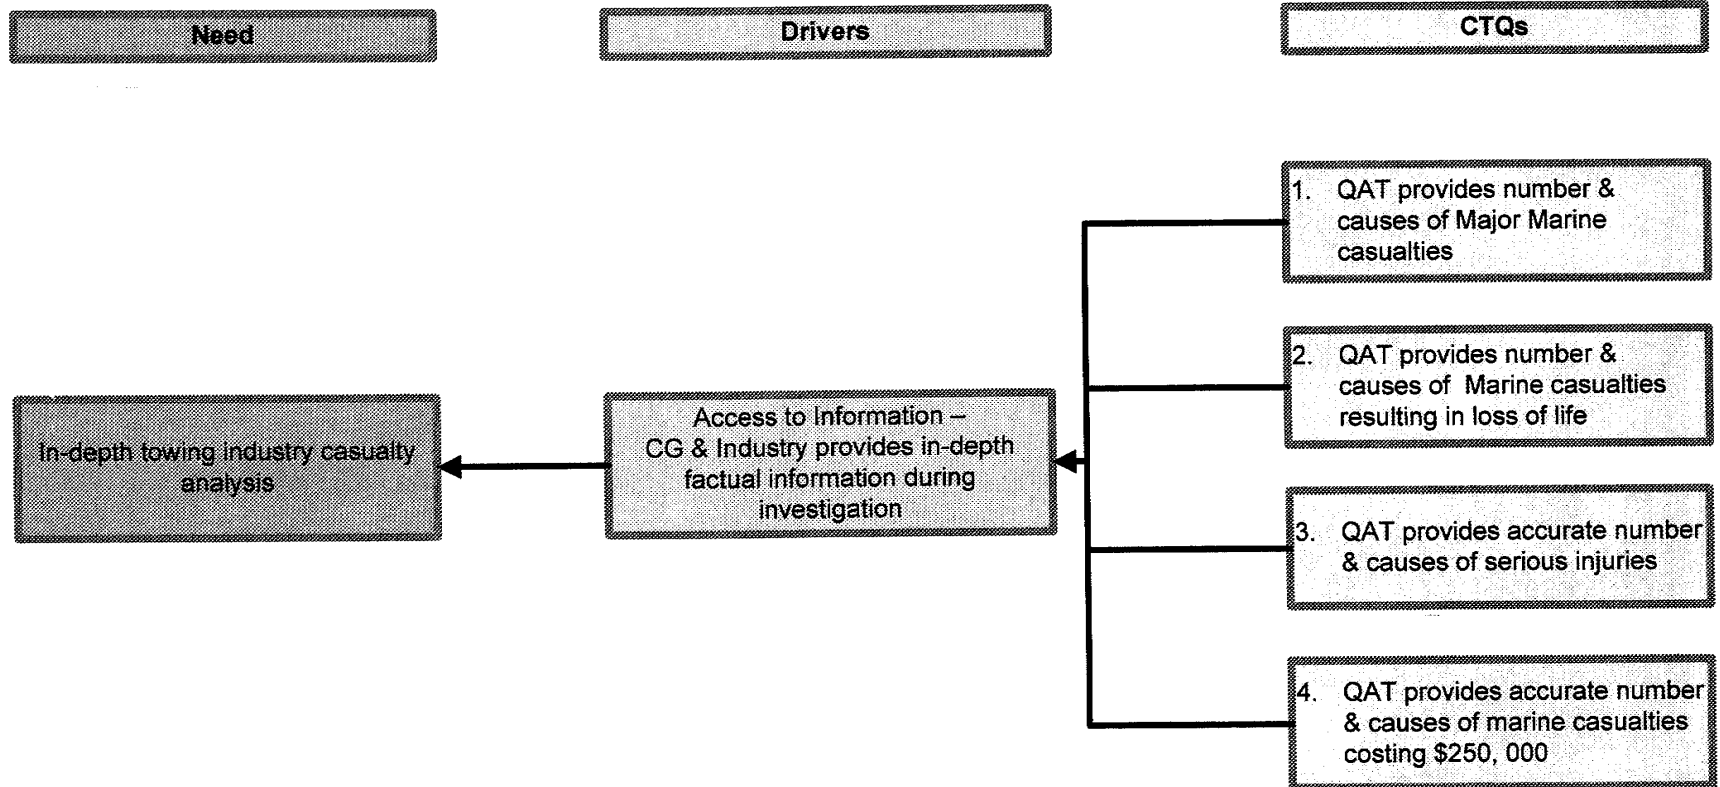 Need
Drivers
CTQs
1. QAT provides number &
causes of Major Marine
casualties
2. QAT provides number &
causes of Marine casualties
resulting in loss of life
In-depth towing industry casualty
analysis
Access to Information –
CG & Industry provides in-depth
factual information during
investigation
3. QAT provides accurate number
& causes of serious injuries
4. QAT provides accurate number
& causes of marine casualties
costing $250, 000